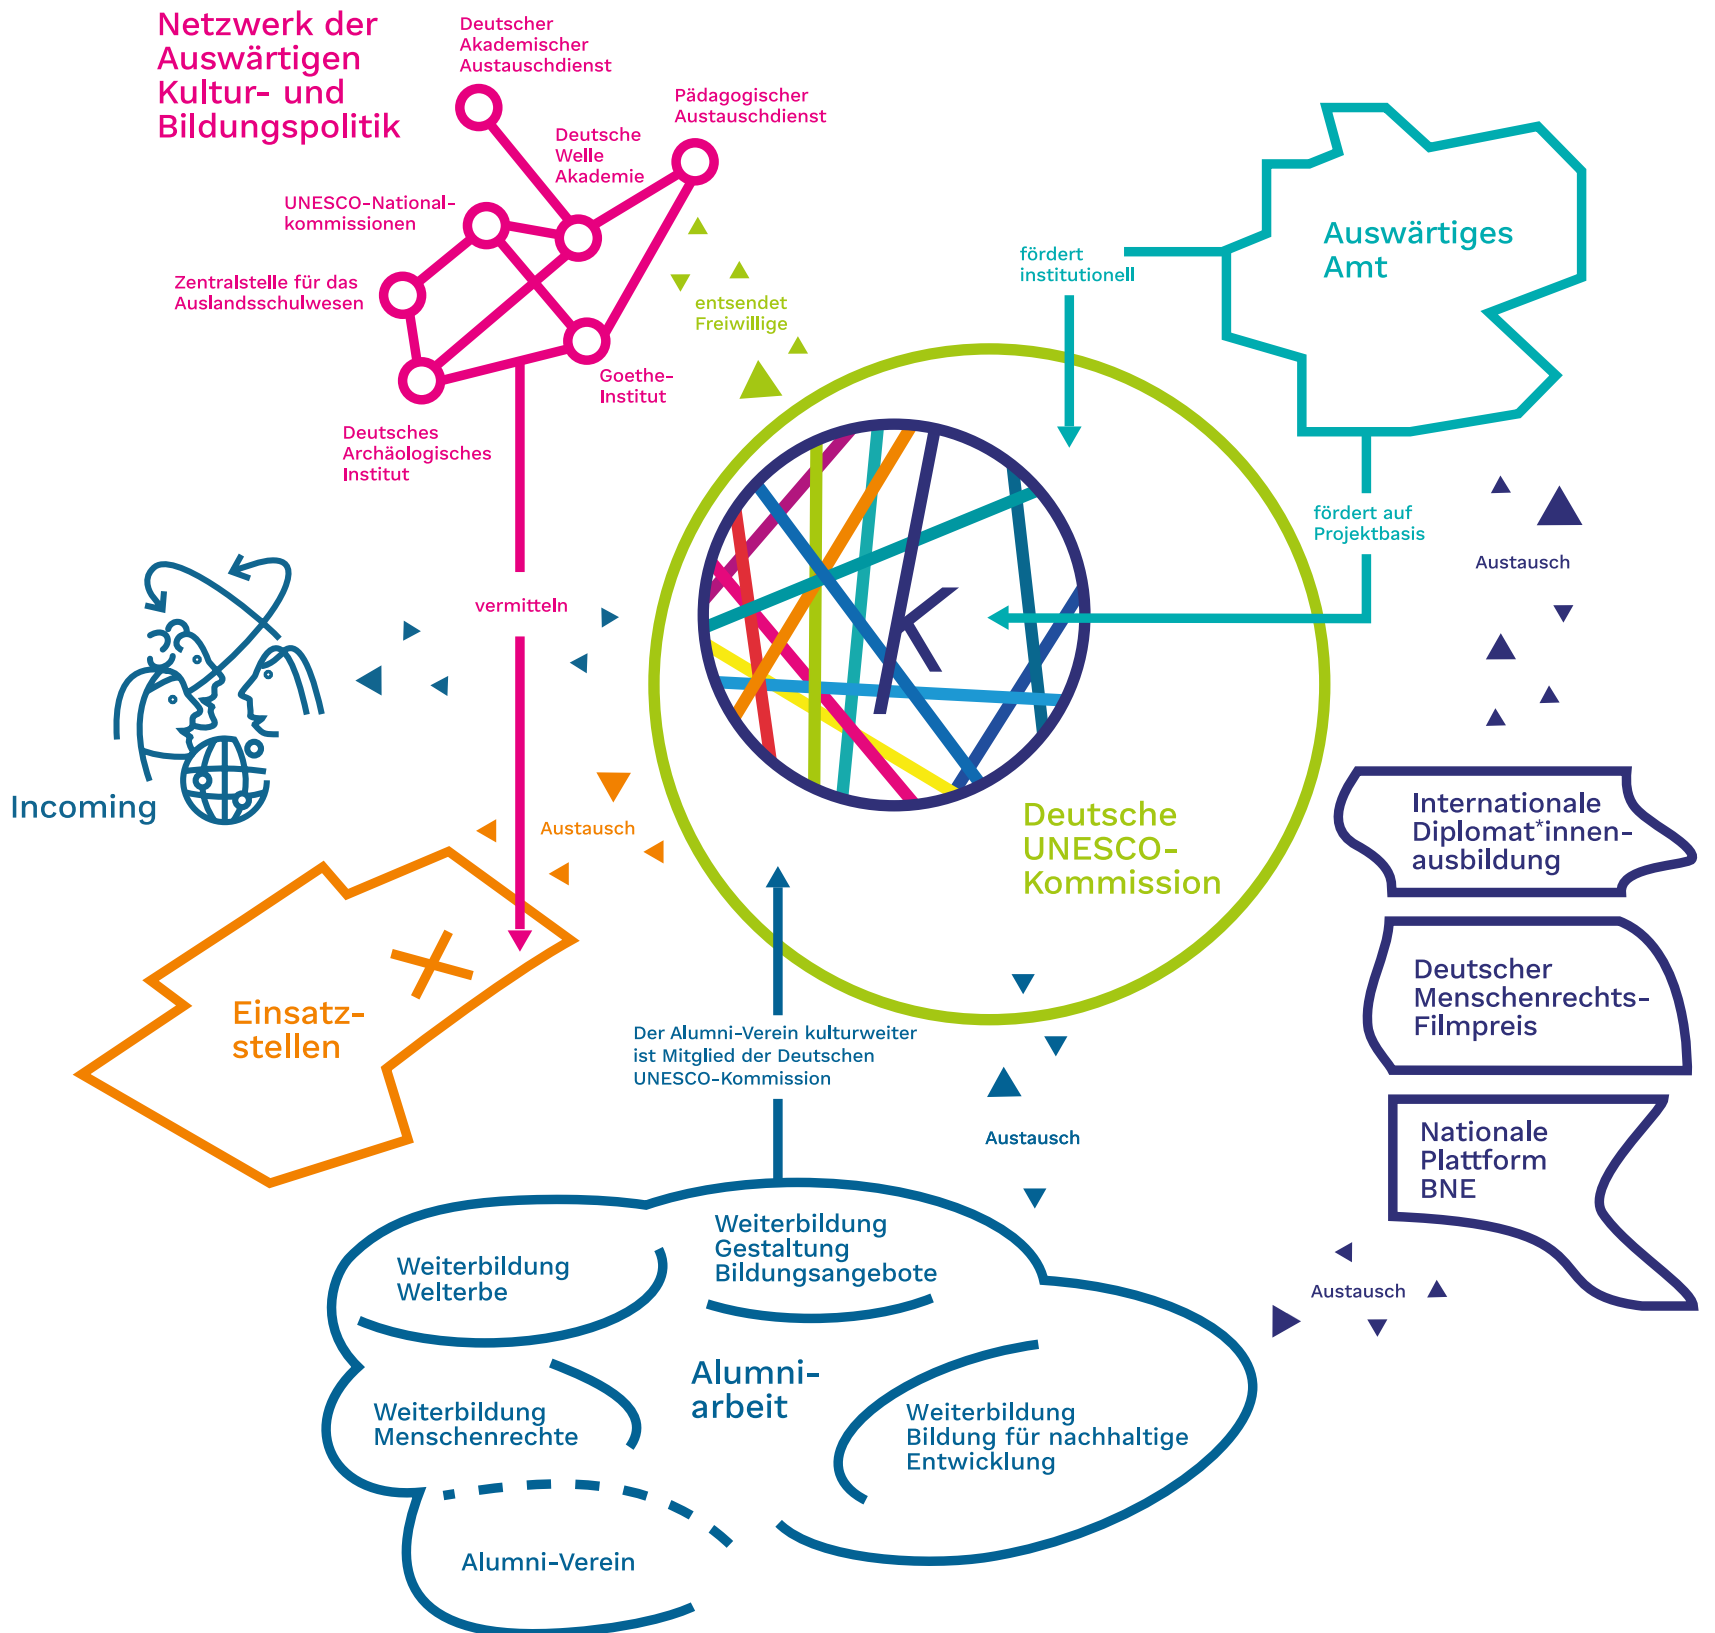 Netzwerk der
Auswärtigen
Kultur- und
Bildungspolitik
Deutscher
Akademischer
Austauschdienst
Pädagogischer
Austauschdienst
Deutsche
Welle
Akademie
UNESCO-National-
kommissionen
Zentralstelle für das
Auslandsschulwesen
Goethe-
Institut
Deutsches
Archäologisches
Institut
entsendet
Freiwillige
fördert
institutionell
Auswärtiges
Amt
fördert auf
Projektbasis
Austausch
vermitteln
K
Incoming
Austausch
Deutsche
UNESCO-
Kommission
Internationale
Diplomat*innen-
ausbildung
Deutscher
Menschenrechts-
Filmpreis
Nationale
Plattform
BNE
Einsatz-
stellen
Der Alumni-Verein kulturweiter
ist Mitglied der Deutschen
UNESCO-Kommission
Austausch
Austausch
Weiterbildung
Welterbe
Weiterbildung
Gestaltung
Bildungsangebote
Alumni-
arbeit
Weiterbildung
Menschenrechte
Weiterbildung
Bildung für nachhaltige
Entwicklung
Alumni-Verein